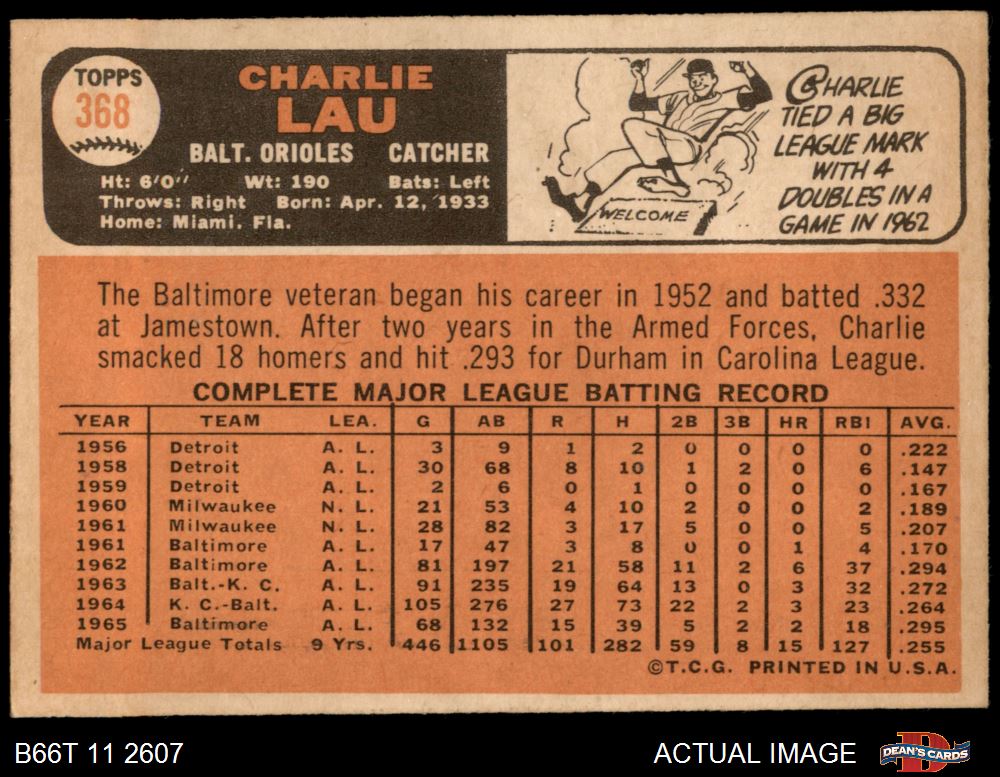 TOPPS
368
CHARLIE
LAU
BALT. ORIOLES CATCHER
Ht: 6'0" Wt: 190 Bats: Left
Throws: Right Born: Apr. 12, 1933
Home: Miami, Fla.
WELCOME
CHARLIE
TIED A BIG
LEAGUE MARK
WITH 4
DOUBLES IN A
GAME IN 1962
The Baltimore veteran began his career in 1952 and batted .332
at Jamestown. After two years in the Armed Forces, Charlie
smacked 18 homers and hit .293 for Durham in Carolina League.
COMPLETE MAJOR LEAGUE BATTING RECORD
YEAR TEAM LEA. G AB R H 2B 3B HR RBI AVG.
1956 Detroit A. L. 3 9 1 2 0 0 0 0 .222
1958 Detroit A. L. 30 68 8 10 1 2 0 6 .147
1959 Detroit A. L. 2 6 0 1 0 0 0 0 .167
1960 Milwaukee N. L. 21 53 4 10 2 0 0 2 .189
1961 Milwaukee N. L. 28 82 3 17 5 0 0 5 .207
1961 Baltimore A. L. 17 47 3 8 0 0 1 4 .170
1962 Baltimore A. L. 81 197 21 58 11 2 6 37 .294
1963 Balt.-K. C. A. L. 91 235 19 64 13 0 3 32 .272
1964 K. C.-Balt. A. L. 105 276 27 73 22 2 3 23 .264
1965 Baltimore A. L. 68 132 15 39 5 2 2 18 .295
Major League Totals 9 Yrs. 446 1105 101 282 59 8 15 127 .255
©T.C.G. PRINTED IN U.S.A.
B66T 11 2607 ACTUAL IMAGE DEAN'S CARDS